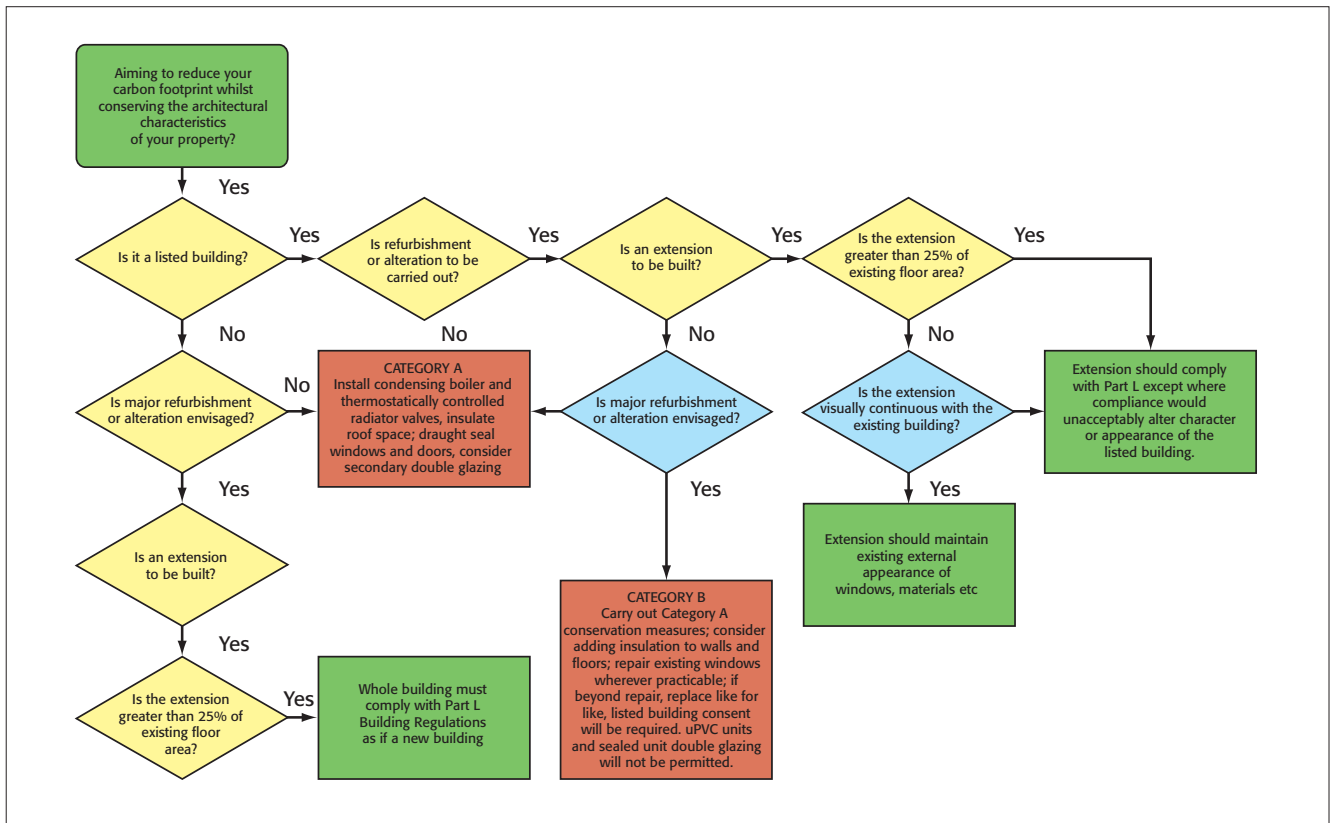 Aiming to reduce your
carbon footprint whilst
conserving the architectural
characteristics
of your property?
Yes
Is it a listed building?
Yes
Is refurbishment
or alteration to be
carried out?
Yes
Is an extension
to be built?
Yes
Is the extension
greater than 25% of
existing floor area?
Yes
No
No
No
No
Is major refurbishment
or alteration envisaged?
No
CATEGORY A
Install condensing boiler and
thermostatically controlled
radiator valves, insulate
roof space; draught seal
windows and doors, consider
secondary double glazing
Is major refurbishment
or alteration envisaged?
Is the extension
visually continuous with the
existing building?
Extension should comply
with Part L except where
compliance would
unacceptably alter character
or appearance of the
listed building.
Yes
Yes
Yes
Is an extension
to be built?
Extension should maintain
existing external
appearance of
windows, materials etc
CATEGORY B
Carry out Category A
conservation measures; consider
adding insulation to walls and
floors; repair existing windows
wherever practicable; if
beyond repair, replace like for
like, listed building consent
will be required. uPVC units
and sealed unit double glazing
will not be permitted.
Yes
Is the extension
greater than 25% of
existing floor
area?
Yes
Whole building must
comply with Part L
Building Regulations
as if a new building